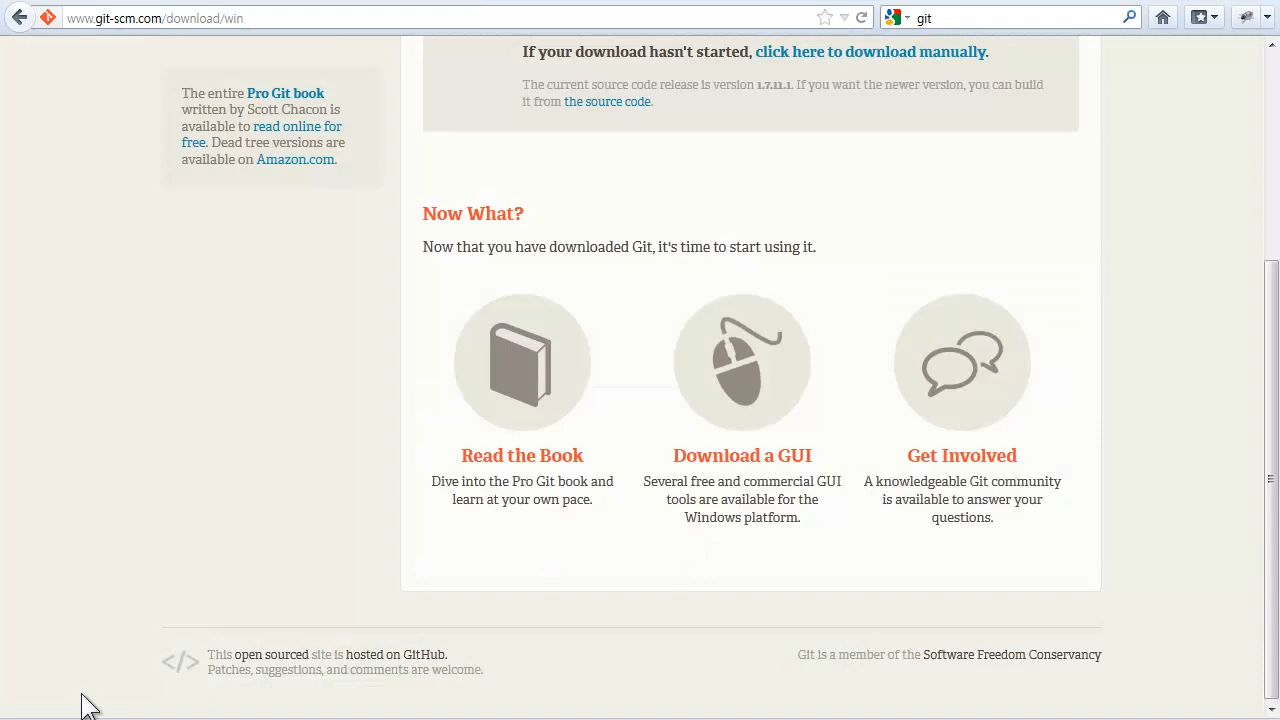 www.git-scm.com/download/win
git
If your download hasn't started, click here to download manually.
The current source code release is version 1.7.11.1. If you want the newer version, you can build
it from the source code.
The entire Pro Git book
written by Scott Chacon is
available to read online for
free. Dead tree versions are
available on Amazon.com.
Now What?
Now that you have downloaded Git, it's time to start using it.
Read the Book
Dive into the Pro Git book and
learn at your own pace.
Download a GUI
Several free and commercial GUI
tools are available for the
Windows platform.
Get Involved
A knowledgeable Git community
is available to answer your
questions.
This open sourced site is hosted on GitHub.
Patches, suggestions, and comments are welcome.
Git is a member of the Software Freedom Conservancy